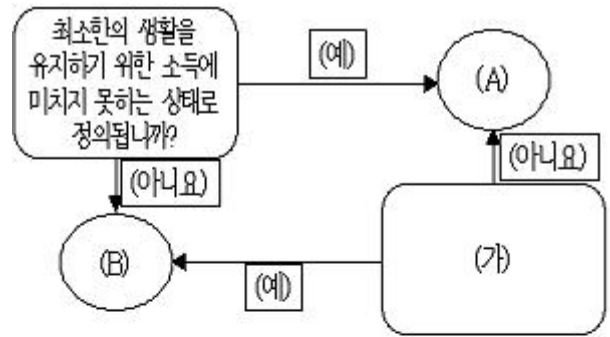 최소한의 생활을
유지하기 위한 소득에
미치지 못하는 상태로
정의됩니까?
(예)
(A)
(아니요)
(아니요)
(B)
(예)
(가)